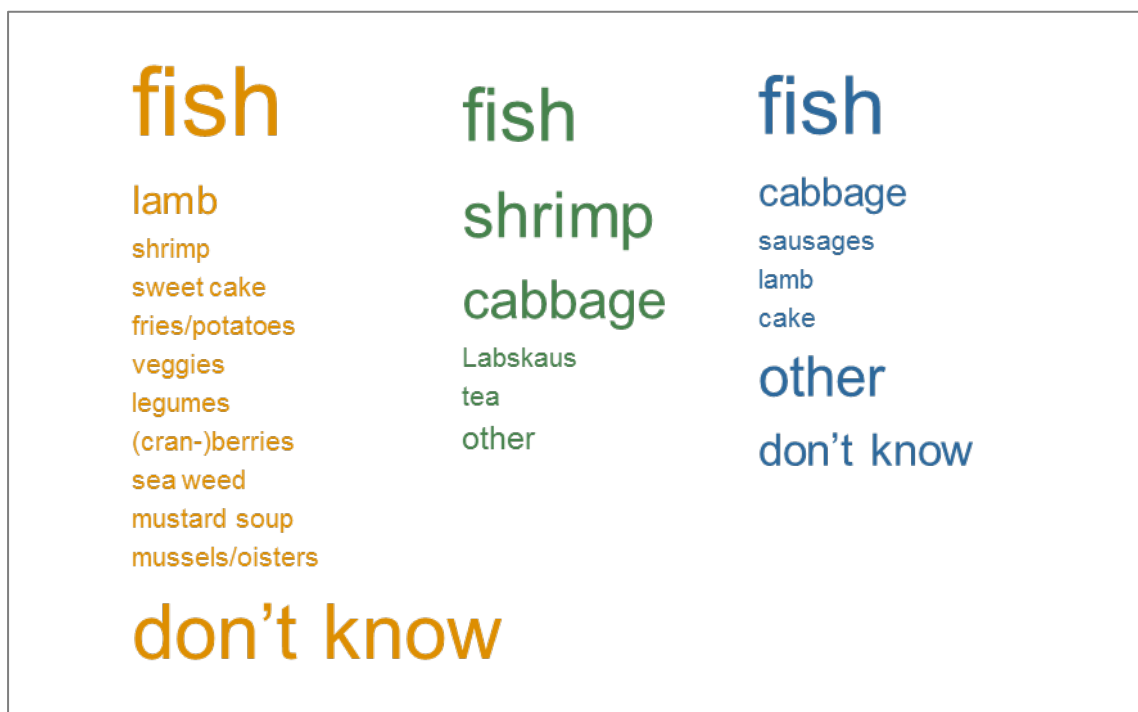 fish
lamb
shrimp
sweet cake
fries/potatoes
veggies
legumes
(cran-)berries
sea weed
mustard soup
mussels/oisters
don't know
fish
shrimp
cabbage
Labskaus
tea
other
fish
cabbage
sausages
lamb
cake
other
don't know